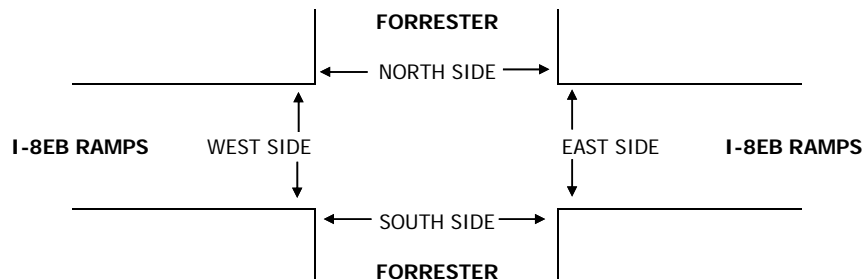 FORRESTER
NORTH SIDE
I-8EB RAMPS WEST SIDE EAST SIDE I-8EB RAMPS
SOUTH SIDE
FORRESTER